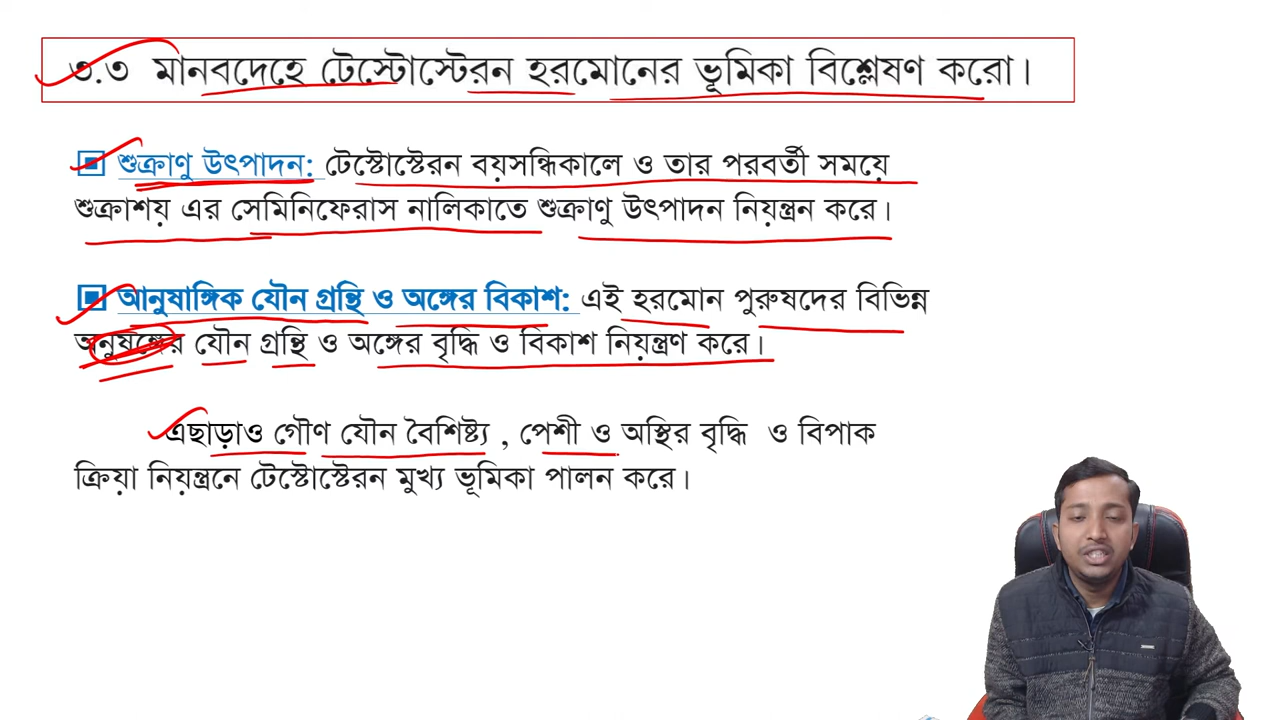 ৩.৩ মানবদেহে টেস্টোস্টেরন হরমোনের ভূমিকা বিশ্লেষণ করো।
শুক্রাণু উৎপাদন: টেস্টোস্টেরন বয়সন্ধিকালে ও তার পরবর্তী সময়ে
শুক্রাশয় এর সেমিনিফেরাস নালিকাতে শুক্রাণু উৎপাদন নিয়ন্ত্রন করে।
আনুষাঙ্গিক যৌন গ্রন্থি ও অঙ্গের বিকাশ: এই হরমোন পুরুষদের বিভিন্ন
অনুষঙ্গের যৌন গ্রন্থি ও অঙ্গের বৃদ্ধি ও বিকাশ নিয়ন্ত্রণ করে।
এছাড়াও গৌণ যৌন বৈশিষ্ট্য , পেশী ও অস্থির বৃদ্ধি ও বিপাক
ক্রিয়া নিয়ন্ত্রনে টেস্টোস্টেরন মুখ্য ভূমিকা পালন করে।